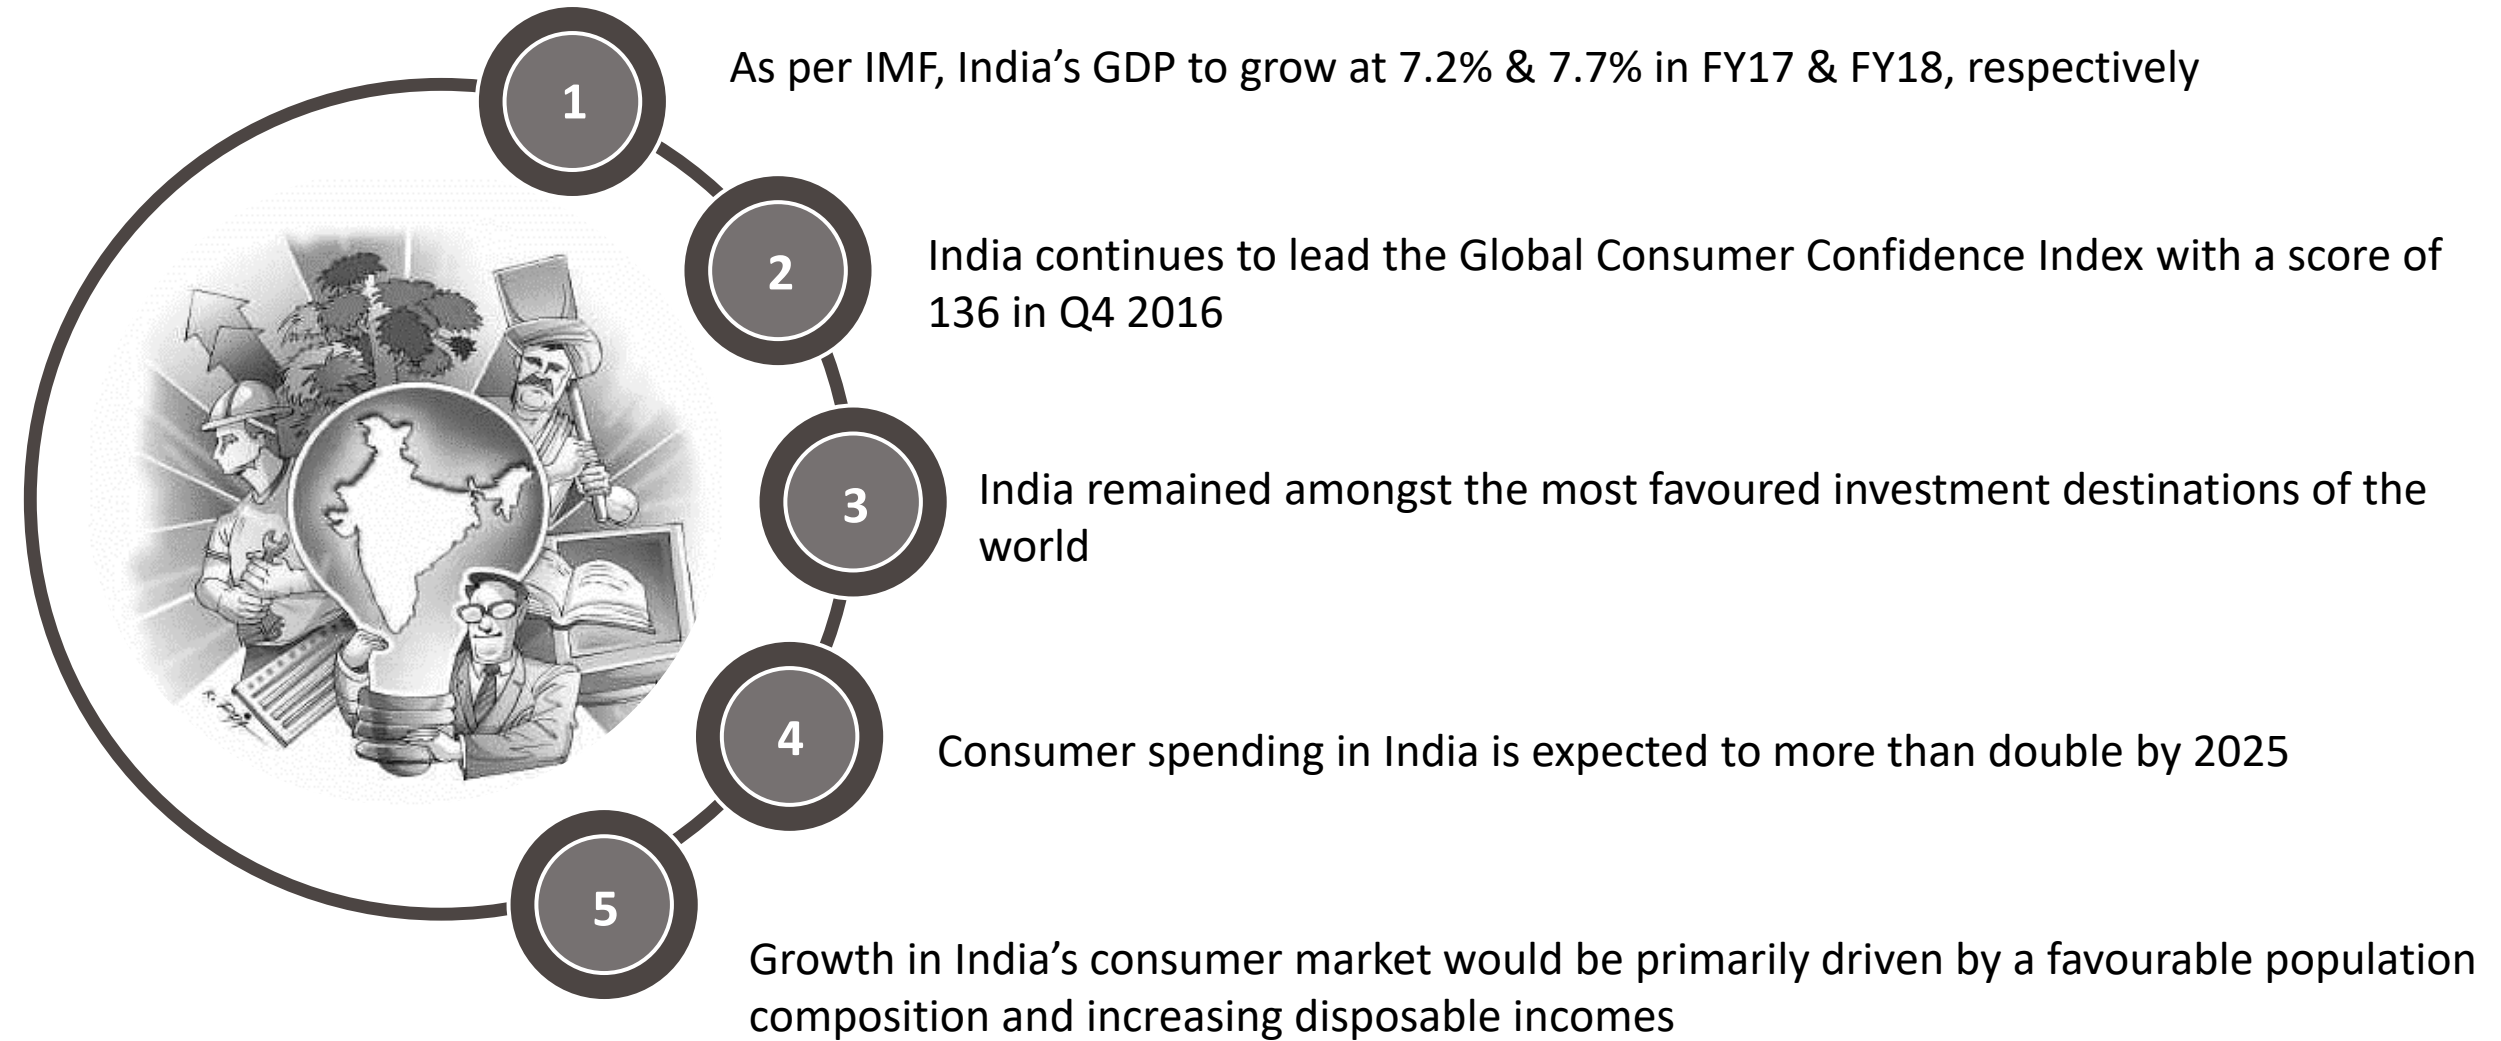 1
As per IMF, India’s GDP to grow at 7.2% & 7.7% in FY17 & FY18, respectively
2
India continues to lead the Global Consumer Confidence Index with a score of
136 in Q4 2016
3
India remained amongst the most favoured investment destinations of the
world
4
Consumer spending in India is expected to more than double by 2025
5
Growth in India’s consumer market would be primarily driven by a favourable population
composition and increasing disposable incomes